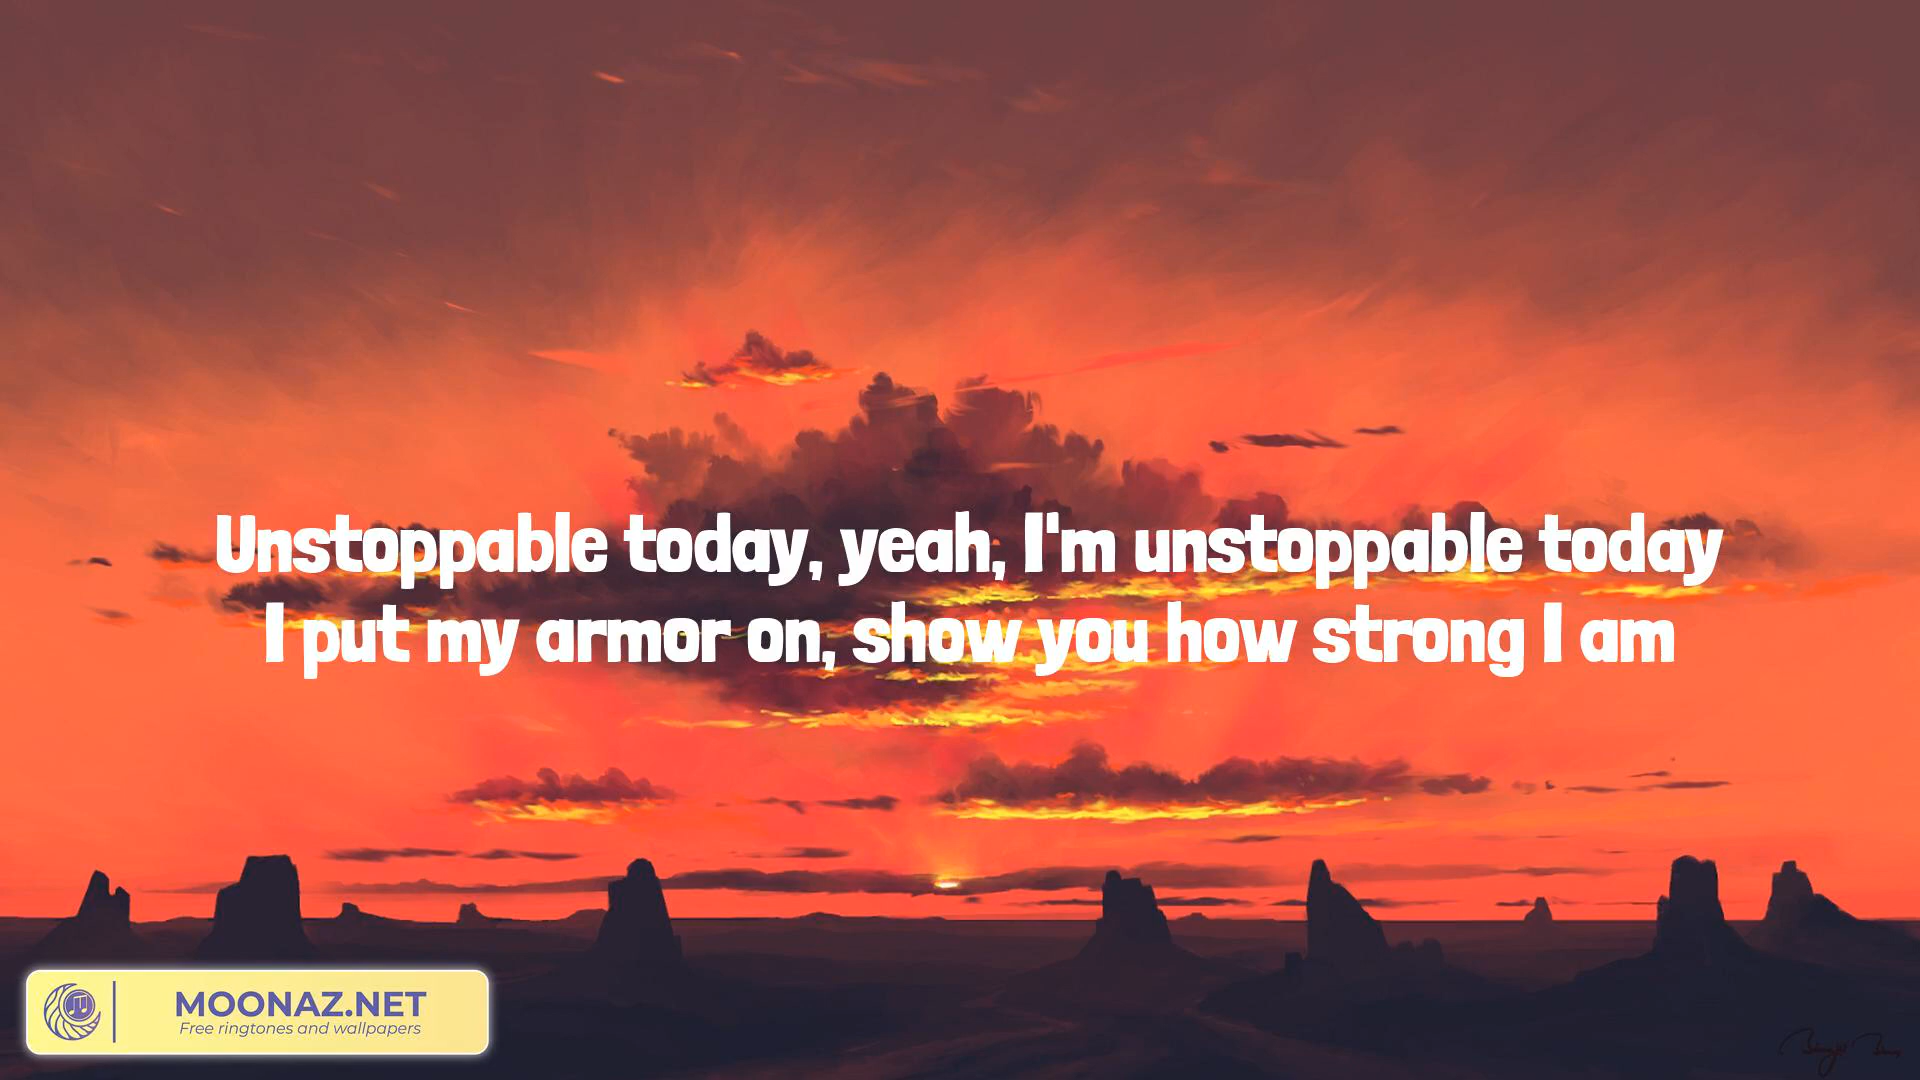 Unstoppable today, yeah, I'm unstoppable today
I put my armor on, show you how strong I am
MOONAZ.NET
Free ringtones and wallpapers